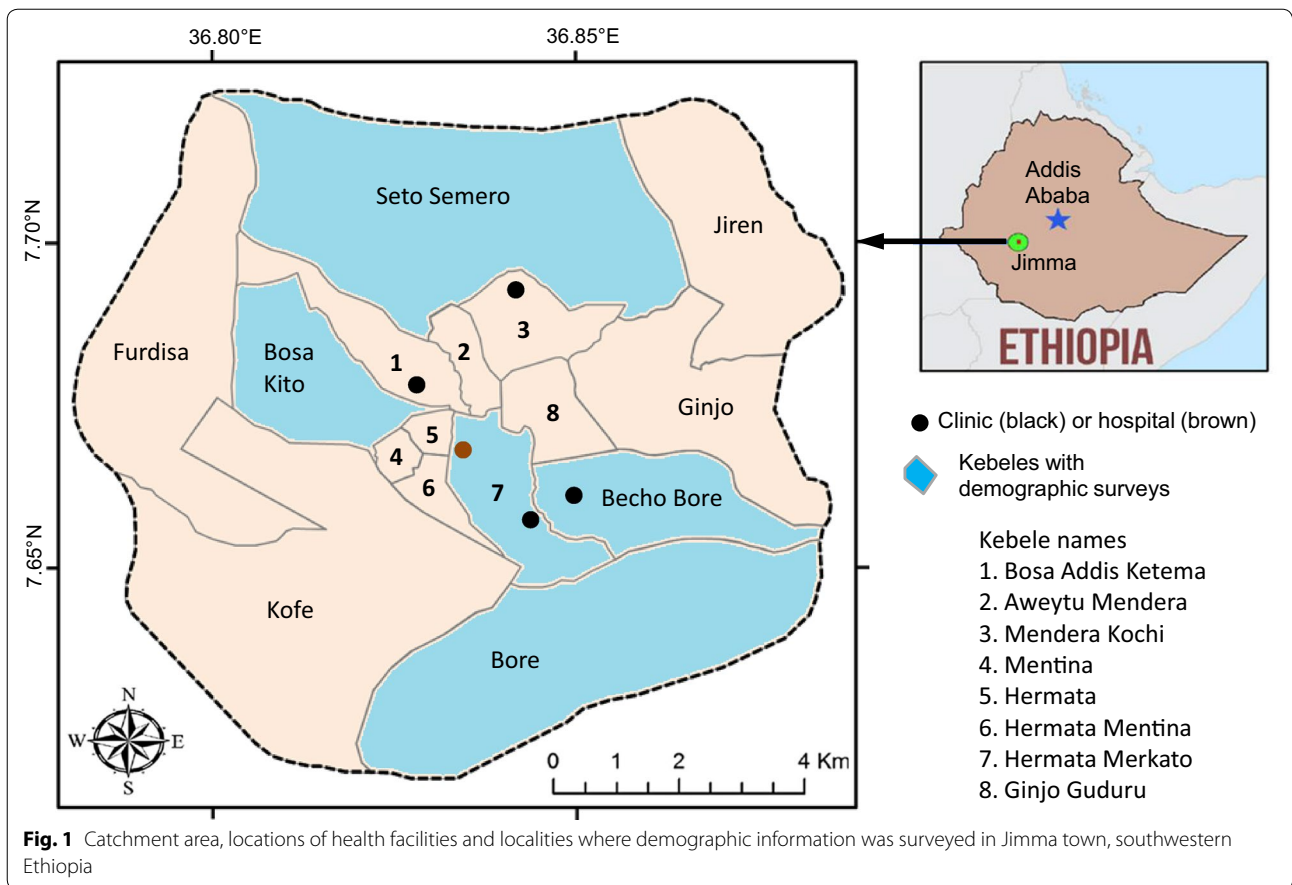 36.80°E 36.85°E
7.70°N
7.65°N
Seto Semero
Jiren
Furdisa
Bosa
Kito
1
2
3
Ginjo
8
5
4
6
7
Becho Bore
Kofe
Bore
N
W E
S
0 1 2 4 Km
Addis
Ababa
Jimma
ETHIOPIA
Clinic (black) or hospital (brown)
Kebeles with
demographic surveys
Kebele names
1. Bosa Addis Ketema
2. Aweytu Mendera
3. Mendera Kochi
4. Mentina
5. Hermata
6. Hermata Mentina
7. Hermata Merkato
8. Ginjo Guduru
Fig. 1 Catchment area, locations of health facilities and localities where demographic information was surveyed in Jimma town, southwestern
Ethiopia